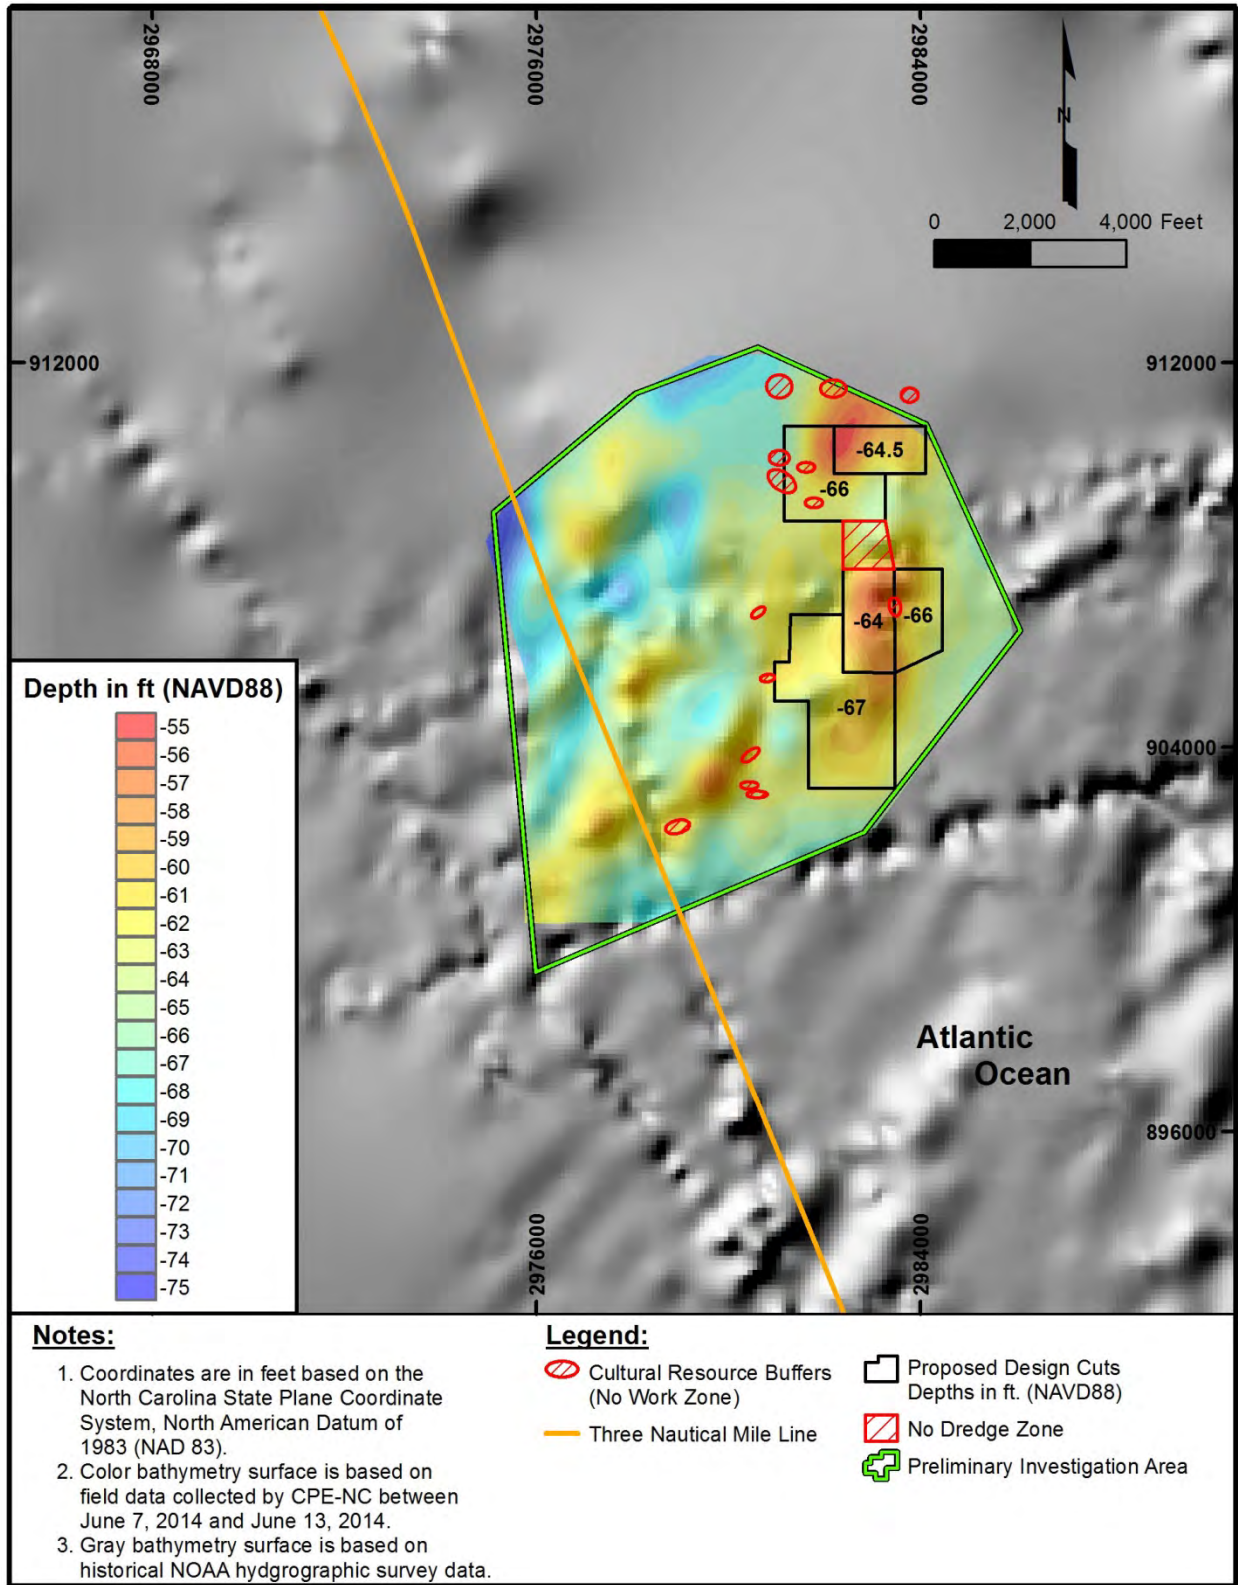 2968000
2976000
2984000
N
0 2,000 4,000 Feet
912000
912000
-64.5
-66
-64
-66
-67
904000
Depth in ft (NAVD88)
-55
-56
-57
-58
-59
-60
-61
-62
-63
-64
-65
-66
-67
-68
-69
-70
-71
-72
-73
-74
-75
Atlantic
Ocean
896000
2976000
2984000
Notes:
1. Coordinates are in feet based on the
North Carolina State Plane Coordinate
System, North American Datum of
1983 (NAD 83).
2. Color bathymetry surface is based on
field data collected by CPE-NC between
June 7, 2014 and June 13, 2014.
3. Gray bathymetry surface is based on
historical NOAA hydgrographic survey data.
Legend:
Cultural Resource Buffers
(No Work Zone)
Three Nautical Mile Line
Proposed Design Cuts
Depths in ft. (NAVD88)
No Dredge Zone
Preliminary Investigation Area